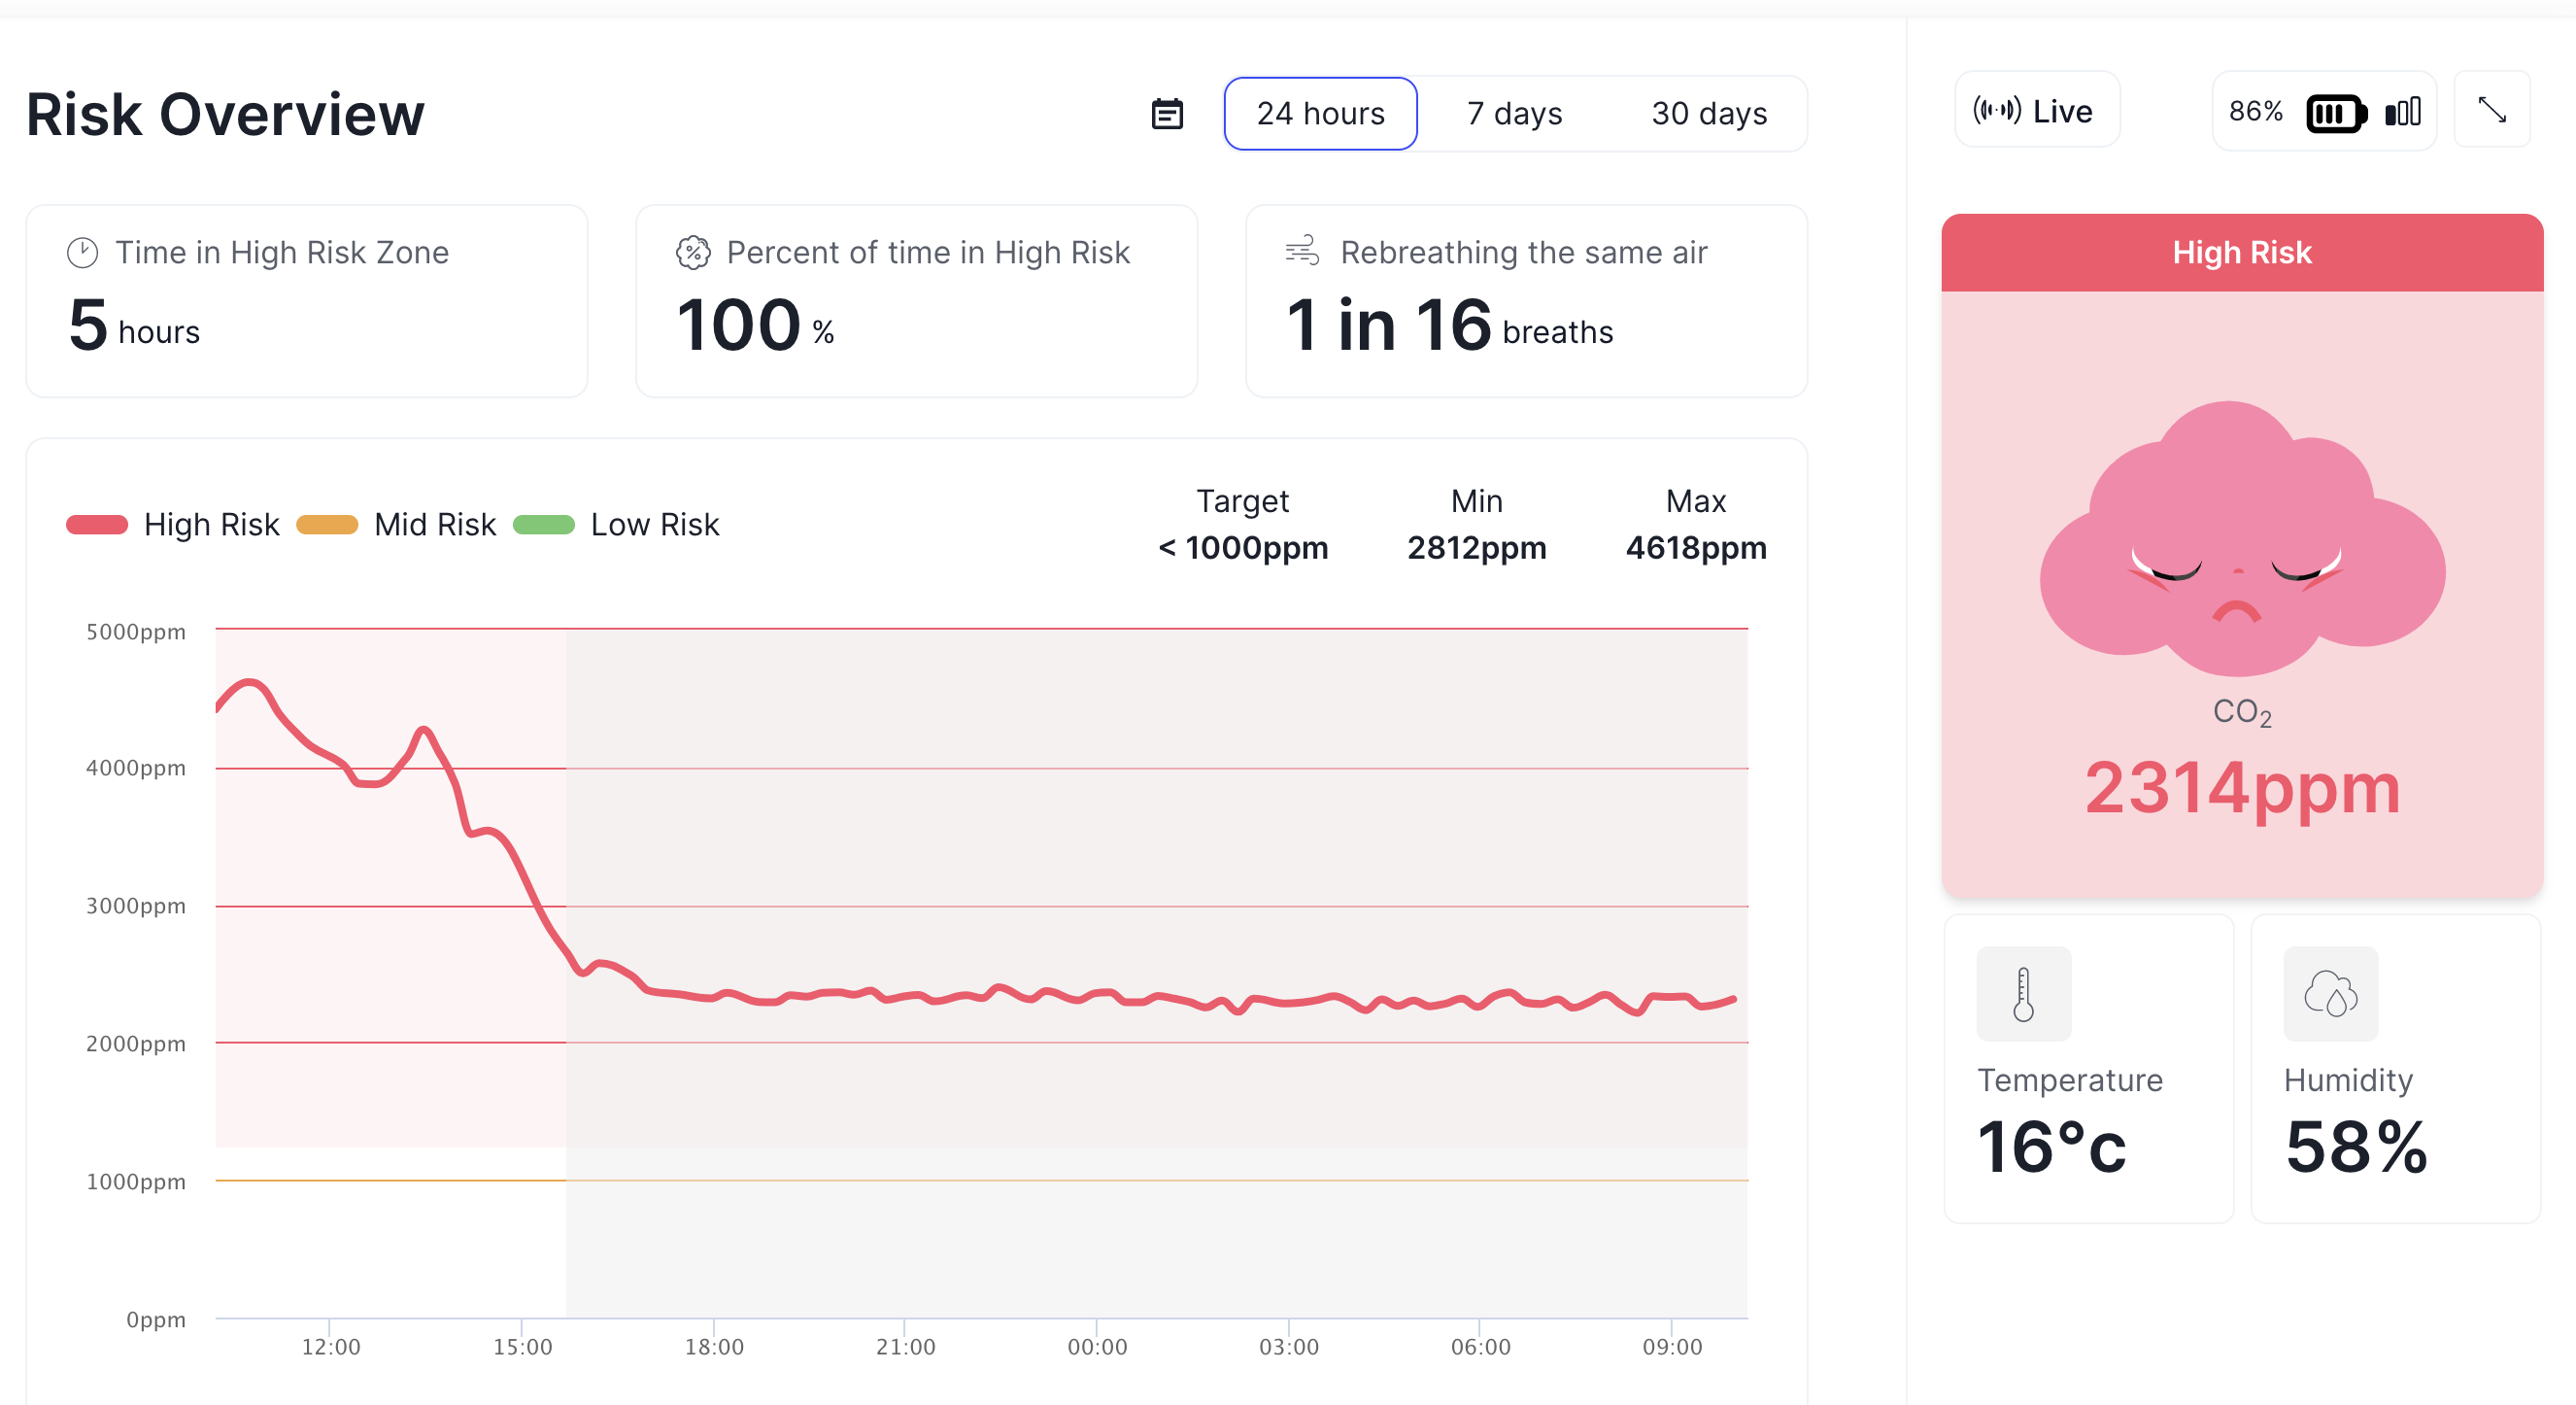 Risk Overview
24 hours
7 days
30 days
Time in High Risk Zone
5 hours
Percent of time in High Risk
100 %
Rebreathing the same air
1 in 16 breaths
High Risk
Mid Risk
Low Risk
Target
< 1000ppm
Min
2812ppm
Max
4618ppm
5000ppm
4000ppm
3000ppm
2000ppm
1000ppm
0ppm
12:00
15:00
18:00
21:00
00:00
03:00
06:00
09:00
Live
86%
High Risk
CO₂
2314ppm
Temperature
16°c
Humidity
58%